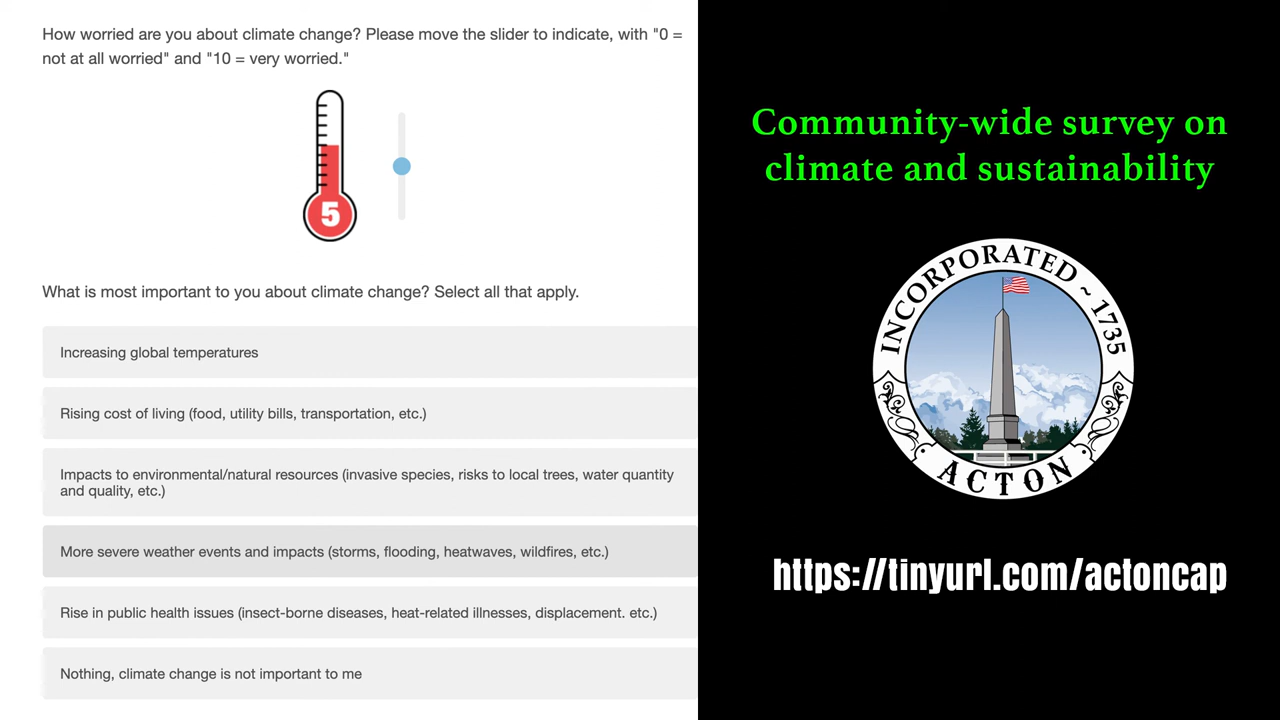 How worried are you about climate change? Please move the slider to indicate, with "0 =
not at all worried" and "10 = very worried."
5
What is most important to you about climate change? Select all that apply.
Increasing global temperatures
Rising cost of living (food, utility bills, transportation, etc.)
Impacts to environmental/natural resources (invasive species, risks to local trees, water quantity
and quality, etc.)
More severe weather events and impacts (storms, flooding, heatwaves, wildfires, etc.)
Rise in public health issues (insect-borne diseases, heat-related illnesses, displacement. etc.)
Nothing, climate change is not important to me
Community-wide survey on
climate and sustainability
INCORPORATED ~ 1735
ACTON
https://tinyurl.com/actoncap